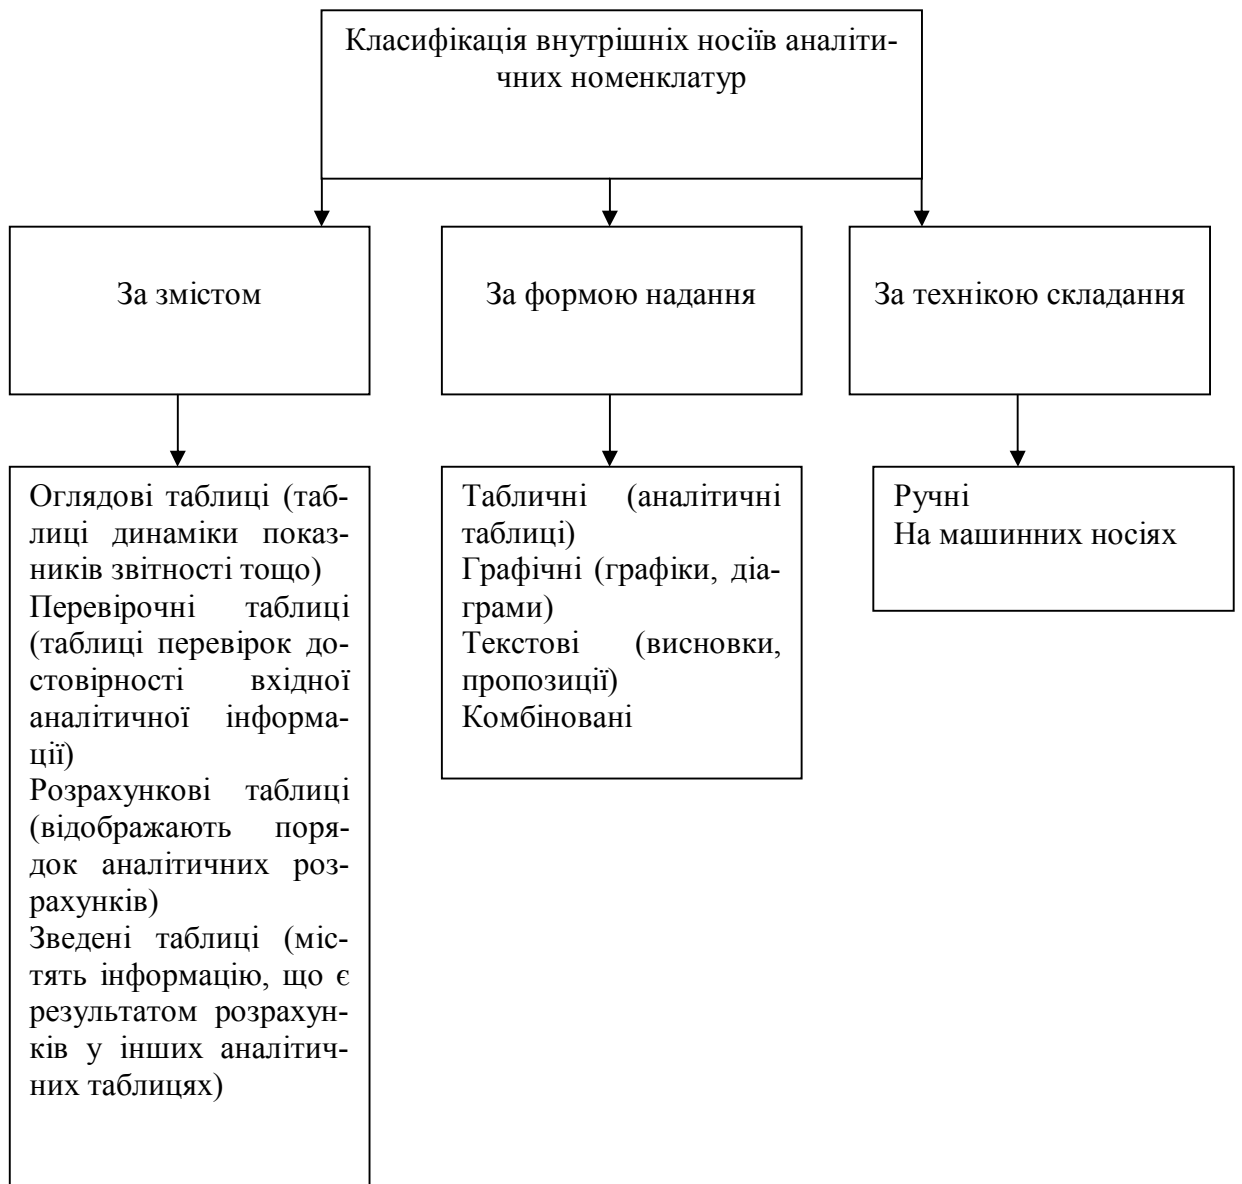 Класифікація внутрішніх носіїв аналіти-
чних номенклатур
За змістом
За формою надання
За технікою складання
Оглядові таблиці (таб-
лиці динаміки показ-
ників звітності тощо)
Перевірочні таблиці
(таблиці перевірок до-
стовірності вхідної
аналітичної інформа-
ції)
Розрахункові таблиці
(відображають поря-
док аналітичних роз-
рахунків)
Зведені таблиці (міс-
тять інформацію, що є
результатом розрахун-
ків у інших аналітич-
них таблицях)
Табличні (аналітичні
таблиці)
Графічні (графіки, діа-
грами)
Текстові (висновки,
пропозиції)
Комбіновані
Ручні
На машинних носіях